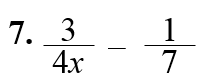 7. 3/4x − 1/7